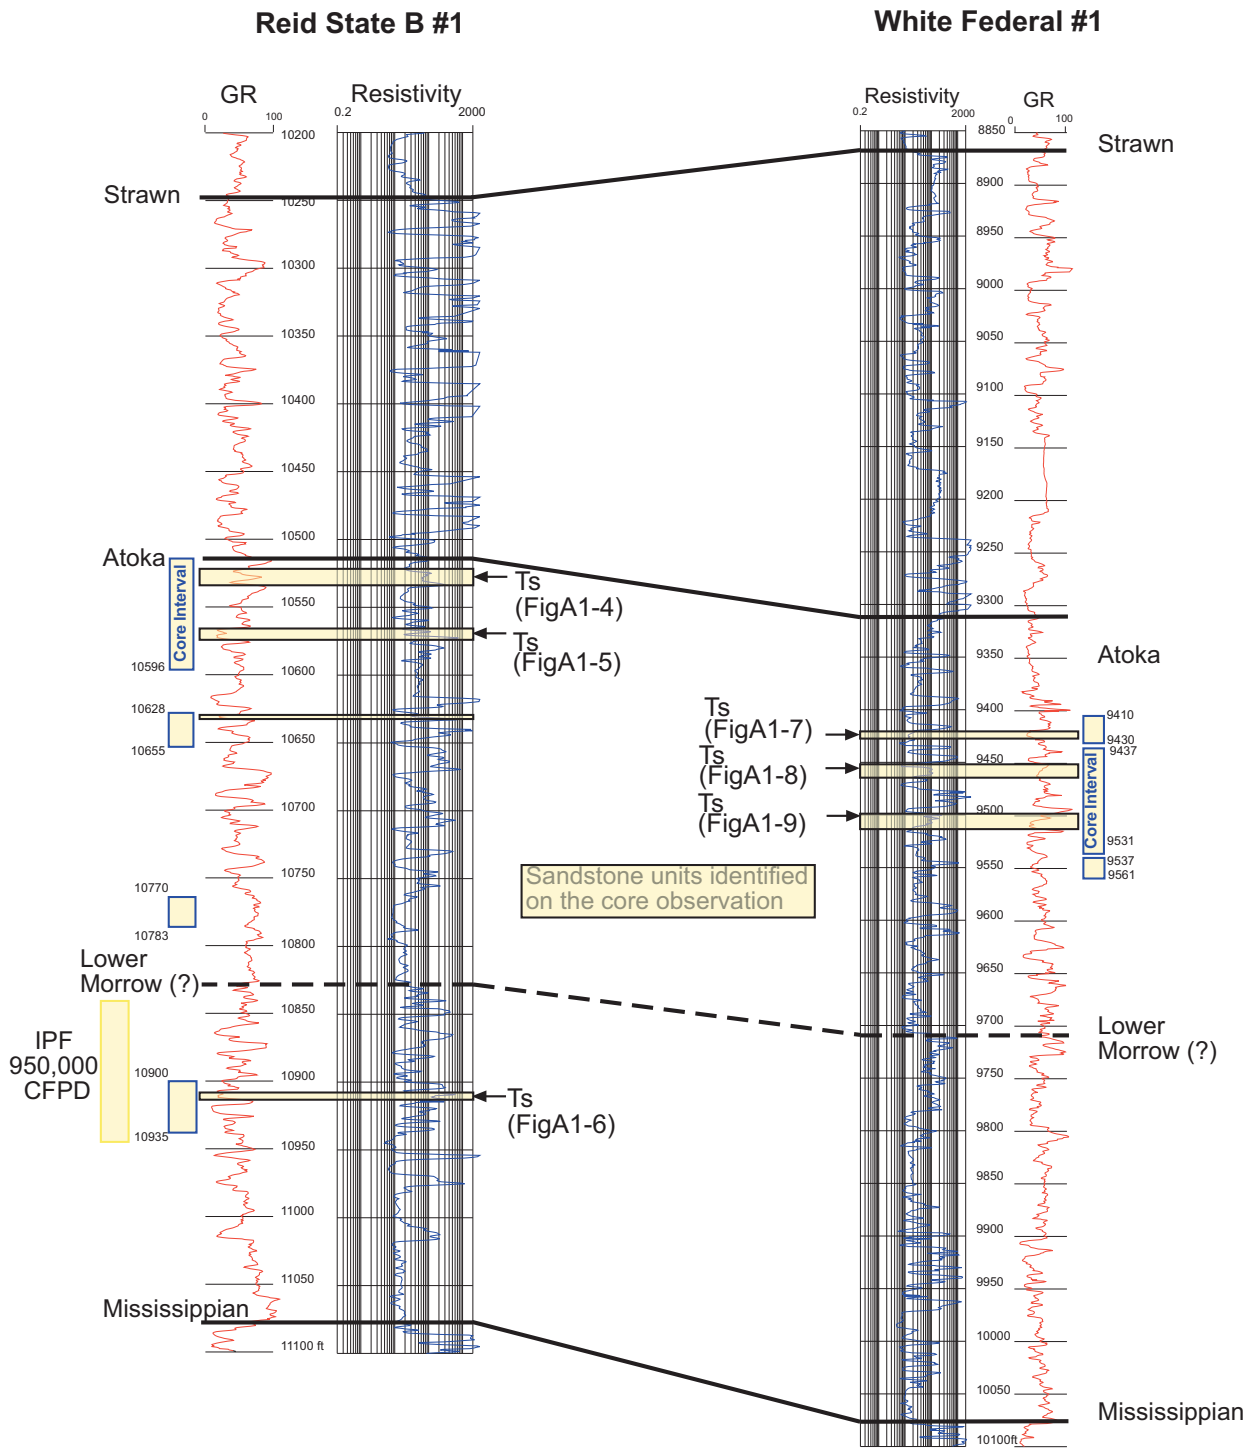 Reid State B #1
White Federal #1
GR
Resistivity
0
100
0.2
2000
Resistivity
GR
0.2
2000
0
100
Strawn
Atoka
Core Interval
10596
10628
10655
10770
10783
Lower
Morrow (?)
IPF
950,000
CFPD
10900
10935
Mississippian
10200
10250
10300
10350
10400
10450
10500
10550
10600
10650
10700
10750
10800
10850
10900
10950
11000
11050
11100 ft
Ts
(FigA1-4)
Ts
(FigA1-5)
Ts
(FigA1-6)
Sandstone units identified
on the core observation
Ts
(FigA1-7)
Ts
(FigA1-8)
Ts
(FigA1-9)
8850
8900
8950
9000
9050
9100
9150
9200
9250
9300
9350
9400
9450
9500
9550
9600
9650
9700
9750
9800
9850
9900
9950
10000
10050
10100ft
Strawn
Atoka
9410
9430
9437
Core Interval
9531
9537
9561
Lower
Morrow (?)
Mississippian